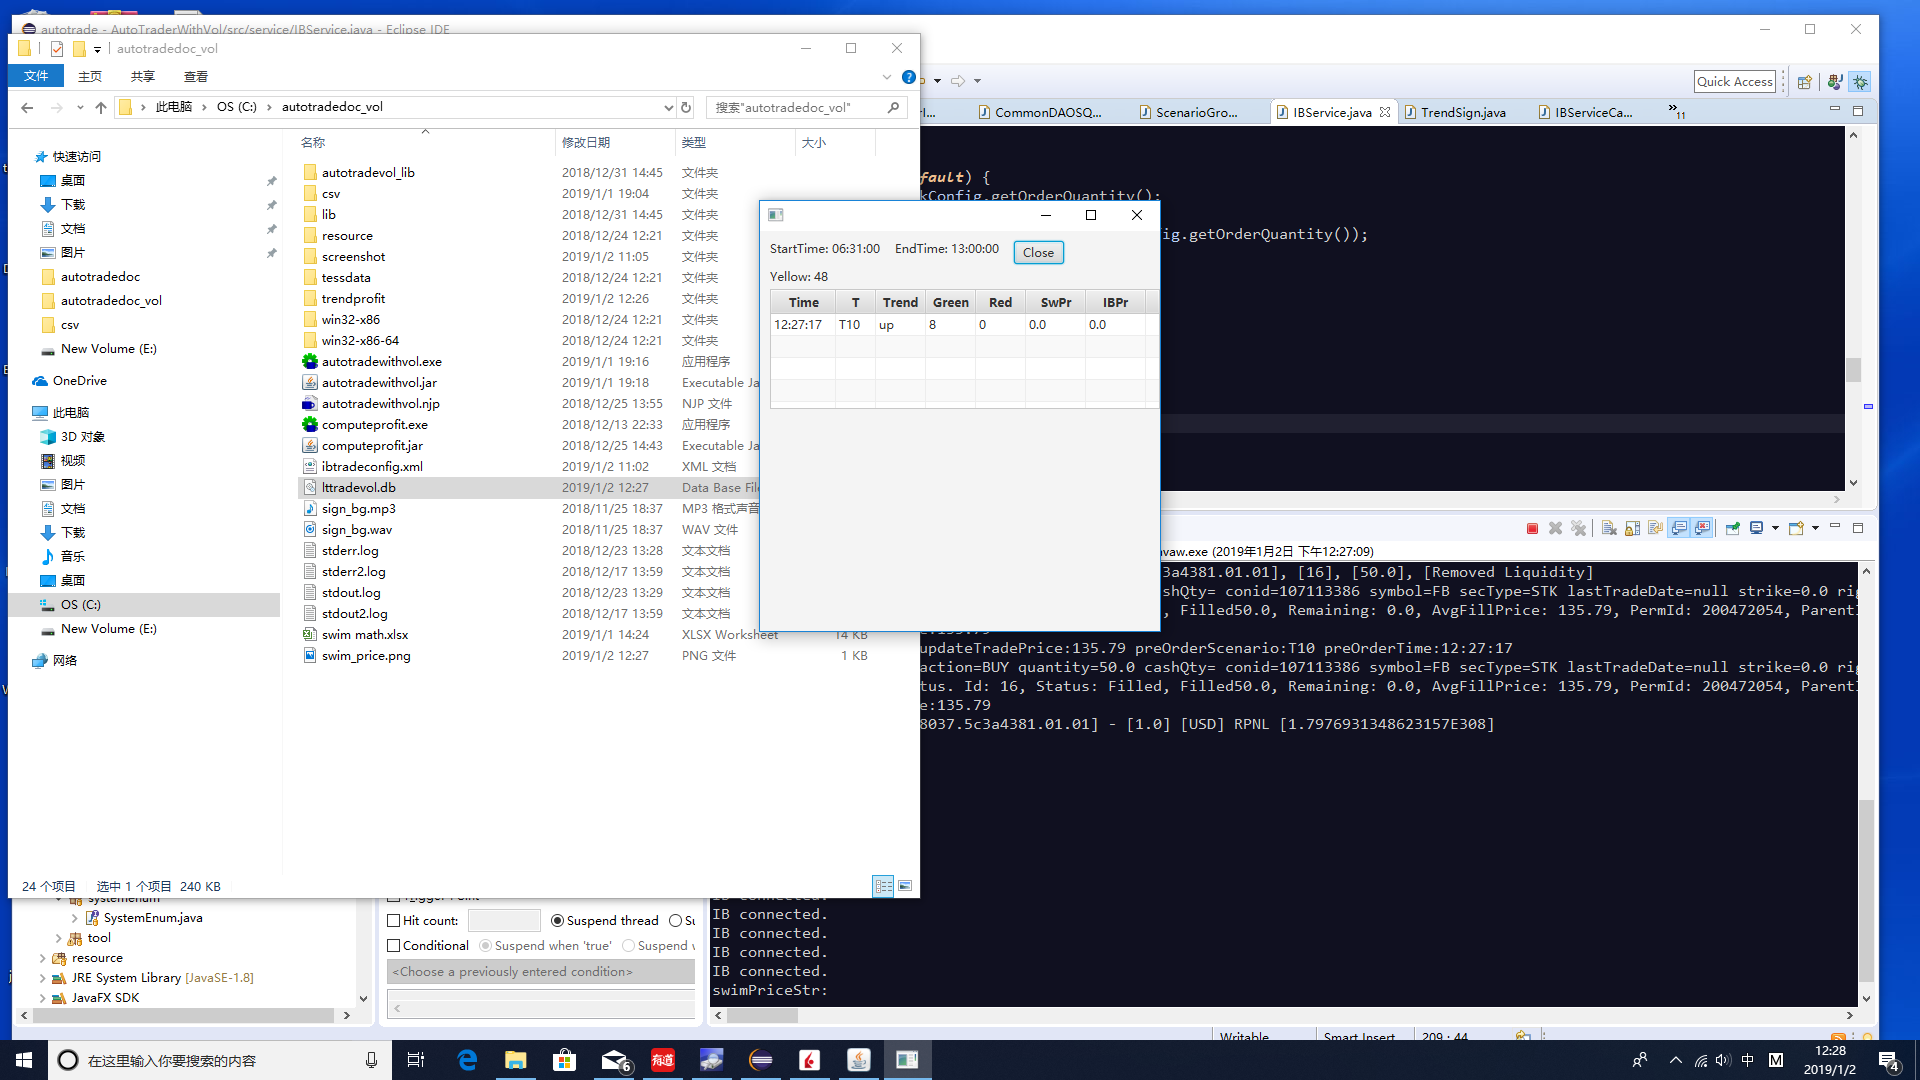 autotrade - AutoTraderWithVol/src/service/IBService.java - Eclipse IDE
autotradedoc_vol
文件 主页 共享 查看
此电脑 OS (C:) autotradedoc_vol
搜索"autotradedoc_vol"
名称 修改日期 类型 大小
快速访问
桌面
下载
文档
图片
autotradedoc
autotradedoc_vol
csv
New Volume (E:)
OneDrive
此电脑
3D 对象
视频
图片
文档
下载
音乐
桌面
OS (C:)
New Volume (E:)
网络
autotradevol_lib 2018/12/31 14:45 文件夹
csv 2019/1/1 19:04 文件夹
lib 2018/12/31 14:45 文件夹
resource 2018/12/24 12:21 文件夹
screenshot 2019/1/2 11:05 文件夹
tessdata 2018/12/24 12:21 文件夹
trendprofit 2019/1/2 12:26 文件夹
win32-x86 2018/12/24 12:21 文件夹
win32-x86-64 2018/12/24 12:21 文件夹
autotradewithvol.exe 2019/1/1 19:16 应用程序
autotradewithvol.jar 2019/1/1 19:18 Executable Ja
autotradewithvol.njp 2018/12/25 13:55 NJP 文件
computeprofit.exe 2018/12/13 22:33 应用程序
computeprofit.jar 2018/12/25 14:43 Executable Ja
ibtradeconfig.xml 2019/1/2 11:02 XML 文档
lttradevol.db 2019/1/2 12:27 Data Base File
sign_bg.mp3 2018/11/25 18:37 MP3 格式声音
sign_bg.wav 2018/11/25 18:37 WAV 文件
stderr.log 2018/12/23 13:28 文本文档
stderr2.log 2018/12/17 13:59 文本文档
stdout.log 2018/12/23 13:29 文本文档
stdout2.log 2018/12/17 13:59 文本文档
swim math.xlsx 2019/1/1 14:24 XLSX Worksheet 14 KB
swim_price.png 2019/1/2 12:27 PNG 文件 1 KB
24 个项目 选中 1 个项目 240 KB
StartTime: 06:31:00 EndTime: 13:00:00 Close
Yellow: 48
Time T Trend Green Red SwPr IBPr
12:27:17 T10 up 8 0 0.0 0.0
Quick Access
CommonDAOSQ... ScenarioGro... IBService.java TrendSign.java IBServiceCa... 11
fault) {
kConfig.getOrderQuantity();
ig.getOrderQuantity());
avaw.exe (2019年1月2日 下午12:27:09)
3a4381.01.01], [16], [50.0], [Removed Liquidity]
shQty= conid=107113386 symbol=FB secType=STK lastTradeDate=null strike=0.0 rig
, Filled50.0, Remaining: 0.0, AvgFillPrice: 135.79, PermId: 200472054, ParentI
e:135.79
updateTradePrice:135.79 preOrderScenario:T10 preOrderTime:12:27:17
action=BUY quantity=50.0 cashQty= conid=107113386 symbol=FB secType=STK lastTradeDate=null strike=0.0 rig
tus. Id: 16, Status: Filled, Filled50.0, Remaining: 0.0, AvgFillPrice: 135.79, PermId: 200472054, ParentI
e:135.79
8037.5c3a4381.01.01] - [1.0] [USD] RPNL [1.7976931348623157E308]
IB connected.
IB connected.
IB connected.
IB connected.
IB connected.
swimPriceStr:
systemenum
SystemEnum.java
tool
resource
JRE System Library [JavaSE-1.8]
JavaFX SDK
Trigger Point
Hit count: Suspend thread Su
Conditional Suspend when 'true' Suspend v
<Choose a previously entered condition>
Writable Smart Insert 209 : 44
在这里输入你要搜索的内容
6
有道
中 M
12:28
2019/1/2
4